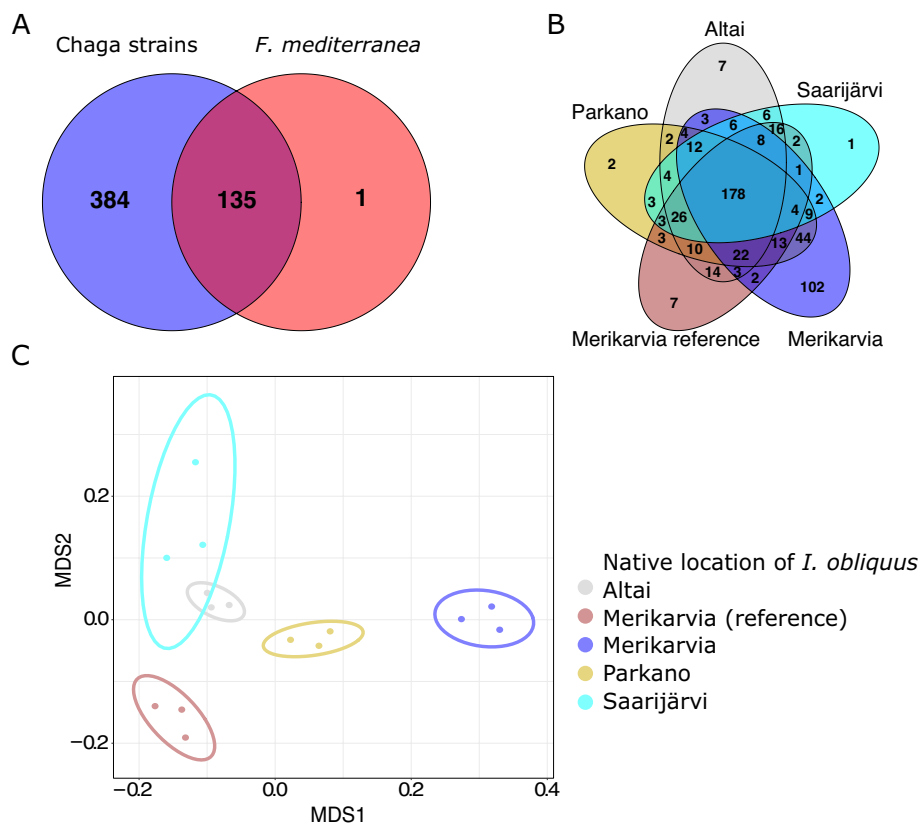 A
Chaga strains
F. mediterranea
384
135
1
B
Altai
Saarijärvi
Parkano
7
3
6
6
16
2
1
2
4
12
8
2
4
1
3
178
2
3
26
4
9
3
10
22
13
44
14
3
2
7
102
Merikarvia reference
Merikarvia
C
0.2
0.0
−0.2
MDS2
−0.2
0.0
0.2
0.4
MDS1
Native location of I. obliquus
Altai
Merikarvia (reference)
Merikarvia
Parkano
Saarijärvi